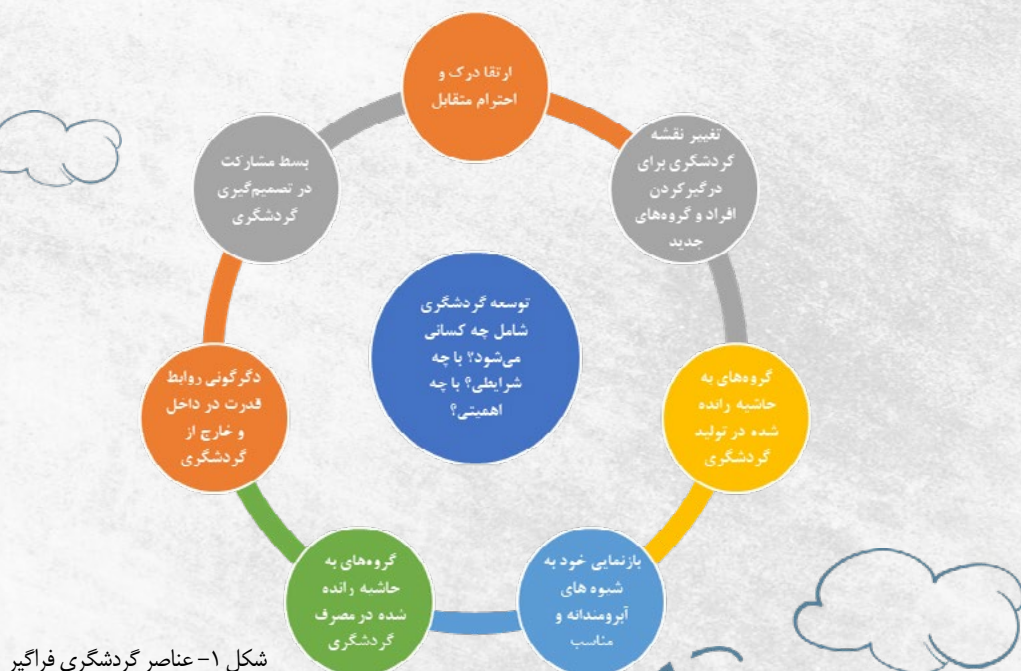 ارتقا درک و
احترام متقابل
تغییر نقشه
گردشگری برای
درگیرکردن
افراد و گروه‌های
جدید
گروه‌های به
حاشیه رانده
شده در تولید
گردشگری
بازنمایی خود به
شیوه های
آبرومندانه و
مناسب
گروه‌های به
حاشیه رانده
شده در مصرف
گردشگری
دگرگونی روابط
قدرت در داخل
و خارج از
گردشگری
بسط مشارکت
در تصمیم‌گیری
گردشگری
توسعه گردشگری
شامل چه کسانی
می‌شود؟ با چه
شرایطی؟ با چه
اهمیتی؟
شکل ۱- عناصر گردشگری فراگیر